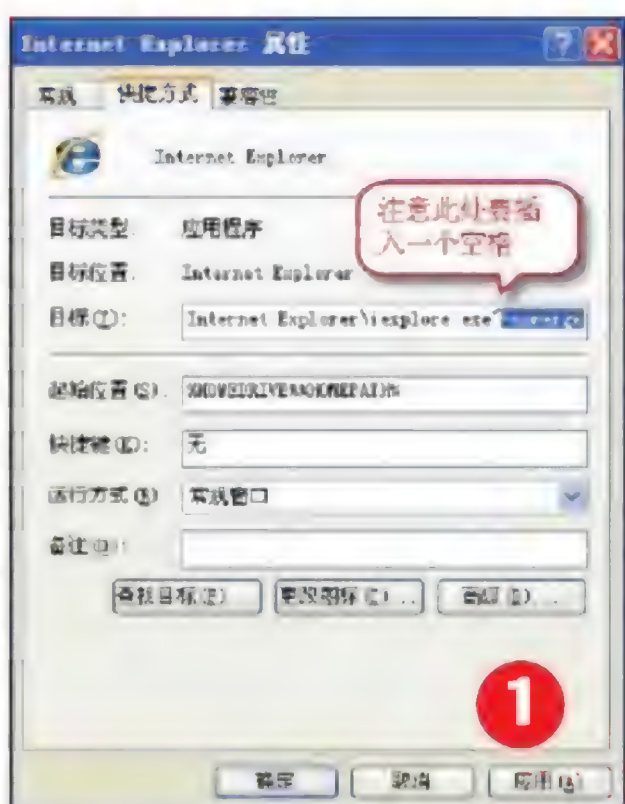 Internet Explorer 属性
常规 快捷方式 兼容性
Internet Explorer
注意此处要插
入一个空格
目标类型: 应用程序
目标位置: Internet Explorer
目标(T): Internet Explorer\iexplore.exe"
起始位置(S): %HOMEDRIVE%%HOMEPATH%
快捷键(K): 无
运行方式(R) 常规窗口
备注(O):
查找目标(F)... 更改图标(C)... 高级(D)...
1
确定 取消 应用(A)